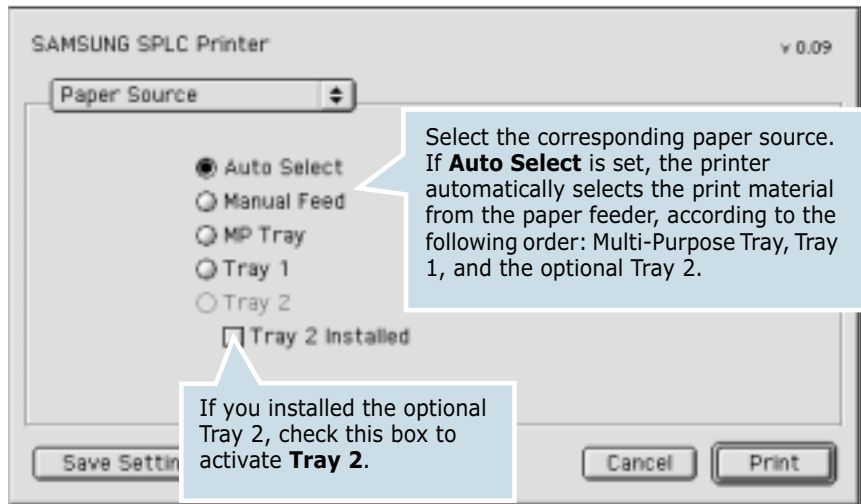 SAMSUNG SPLC Printer
v 0.09
Paper Source
Auto Select
Manual Feed
MP Tray
Tray 1
Tray 2
Tray 2 Installed
Select the corresponding paper source.
If Auto Select is set, the printer
automatically selects the print material
from the paper feeder, according to the
following order: Multi-Purpose Tray, Tray
1, and the optional Tray 2.
If you installed the optional
Tray 2, check this box to
activate Tray 2.
Save Settin
Cancel
Print